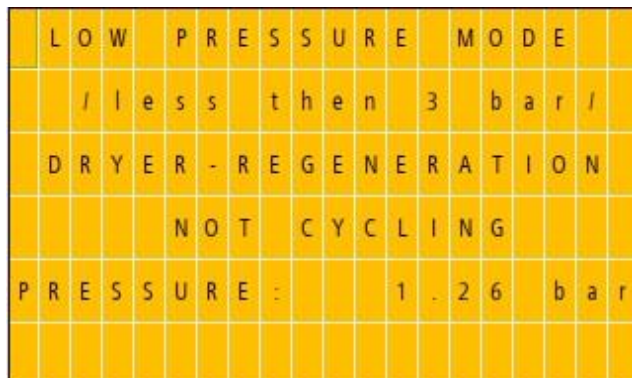 LOW PRESSURE MODE
/less then 3 bar/
DRYER-REGENERATION
NOT CYCLING
PRESSURE: 1.26 bar